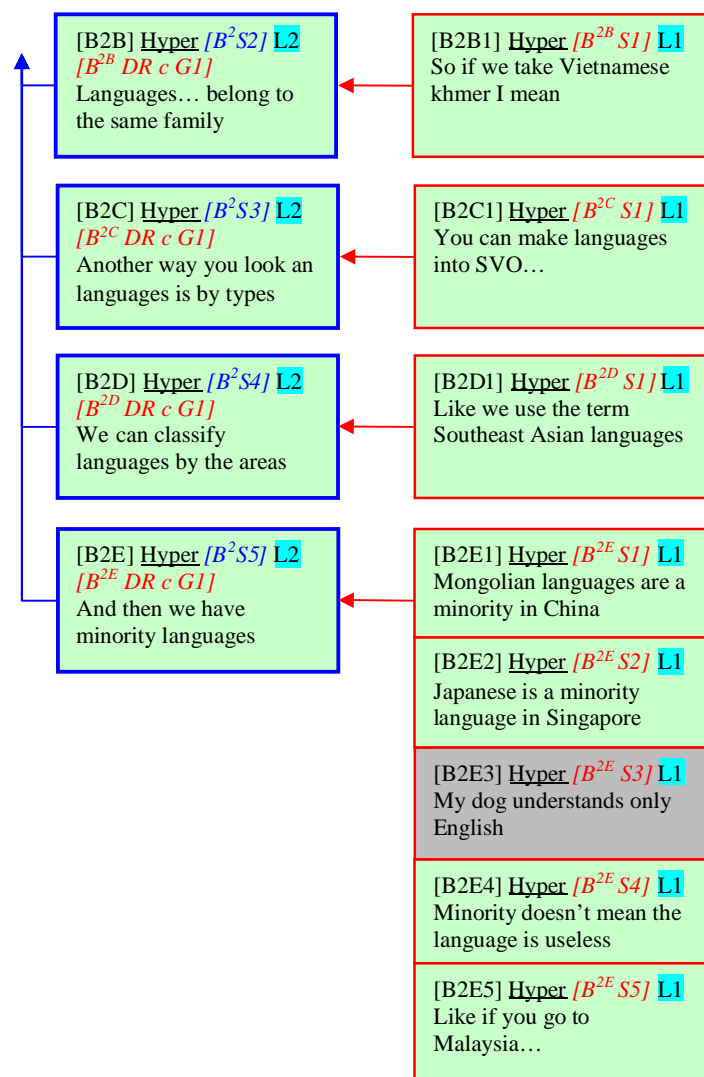 [B2B] Hyper [B²S2] L2
[B²ᴮ DR c G1]
Languages… belong to
the same family
[B2B1] Hyper [B²ᴮ S1] L1
So if we take Vietnamese
khmer I mean
[B2C] Hyper [B²S3] L2
[B²ᶜ DR c G1]
Another way you look an
languages is by types
[B2C1] Hyper [B²ᶜ S1] L1
You can make languages
into SVO…
[B2D] Hyper [B²S4] L2
[B²ᴰ DR c G1]
We can classify
languages by the areas
[B2D1] Hyper [B²ᴰ S1] L1
Like we use the term
Southeast Asian languages
[B2E] Hyper [B²S5] L2
[B²ᴱ DR c G1]
And then we have
minority languages
[B2E1] Hyper [B²ᴱ S1] L1
Mongolian languages are a
minority in China
[B2E2] Hyper [B²ᴱ S2] L1
Japanese is a minority
language in Singapore
[B2E3] Hyper [B²ᴱ S3] L1
My dog understands only
English
[B2E4] Hyper [B²ᴱ S4] L1
Minority doesn’t mean the
language is useless
[B2E5] Hyper [B²ᴱ S5] L1
Like if you go to
Malaysia…